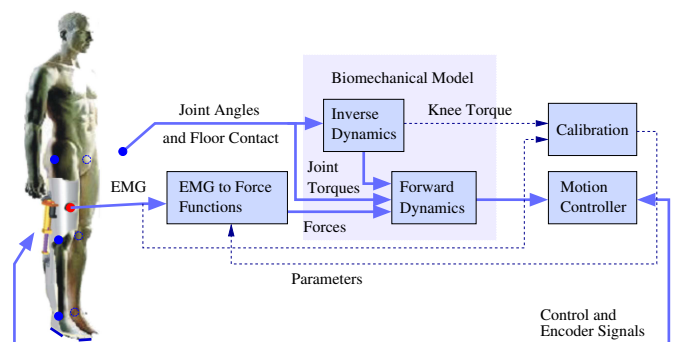 Biomechanical Model
Joint Angles
and Floor Contact
Inverse
Dynamics
Knee Torque
Calibration
EMG
EMG to Force
Functions
Joint
Torques
Forward
Dynamics
Motion
Controller
Forces
Parameters
Control and
Encoder Signals